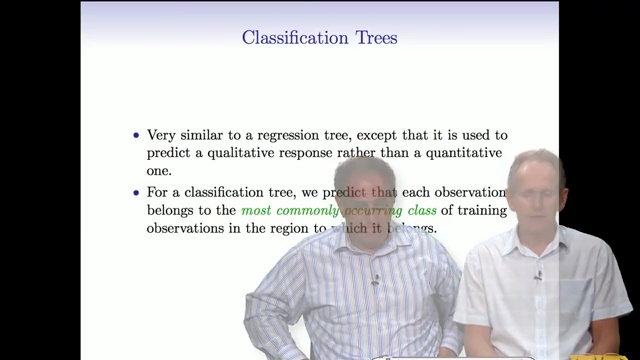 Classification Trees
• Very similar to a regression tree, except that it is used to
predict a qualitative response rather than a quantitative
one.
• For a classification tree, we predict that each observation
belongs to the most commonly occurring class of training
observations in the region to which it belongs.